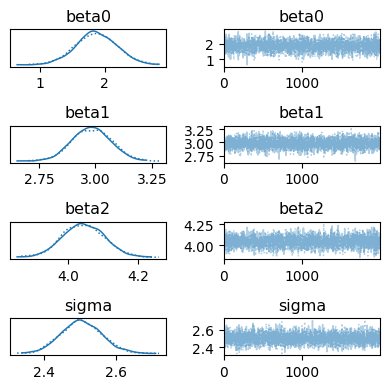 beta0 beta0
2
1
1 2 0 1000
beta1 beta1
3.25
3.00
2.75
2.75 3.00 3.25 0 1000
beta2 beta2
4.25
4.00
4.0 4.2 0 1000
sigma sigma
2.6
2.4
2.4 2.6 0 1000